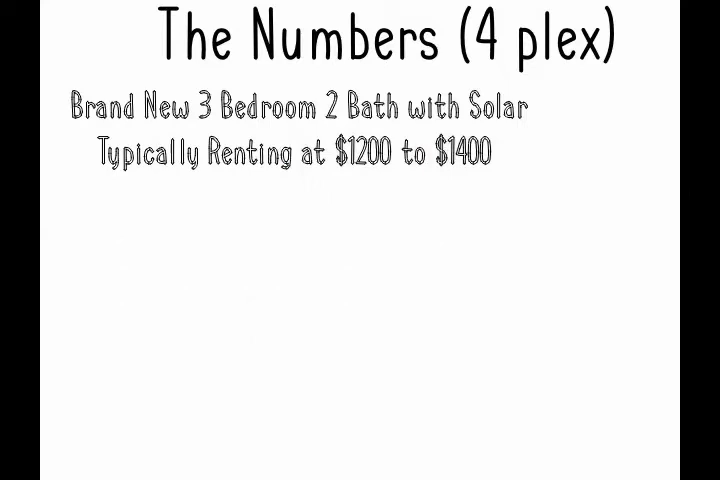 The Numbers (4 plex)
Brand New 3 Bedroom 2 Bath with Solar
Typically Renting at $1200 to $1400